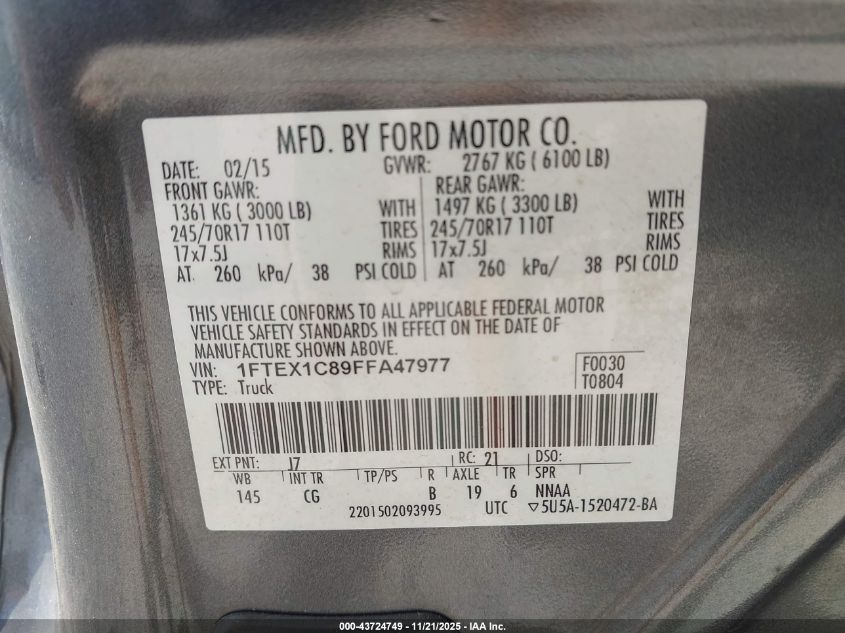 MFD. BY FORD MOTOR CO.
DATE: 02/15 GVWR: 2767 KG ( 6100 LB)
FRONT GAWR: REAR GAWR:
1361 KG ( 3000 LB) WITH 1497 KG ( 3300 LB) WITH
245/70R17 110T TIRES 245/70R17 110T TIRES
17x7.5J RIMS 17x7.5J RIMS
AT 260 kPa/ 38 PSI COLD AT 260 kPa/ 38 PSI COLD
THIS VEHICLE CONFORMS TO ALL APPLICABLE FEDERAL MOTOR
VEHICLE SAFETY STANDARDS IN EFFECT ON THE DATE OF
MANUFACTURE SHOWN ABOVE.
VIN: 1FTEX1C89FFA47977 F0030
TYPE: Truck T0804
EXT PNT: J7 RC: 21 DSO:
WB INT TR TP/PS R AXLE TR SPR
145 CG B 19 6 NNAA
2201502093995 UTC ▽5U5A-1520472-BA
000-43724749 — 11/21/2025 — IAA Inc.